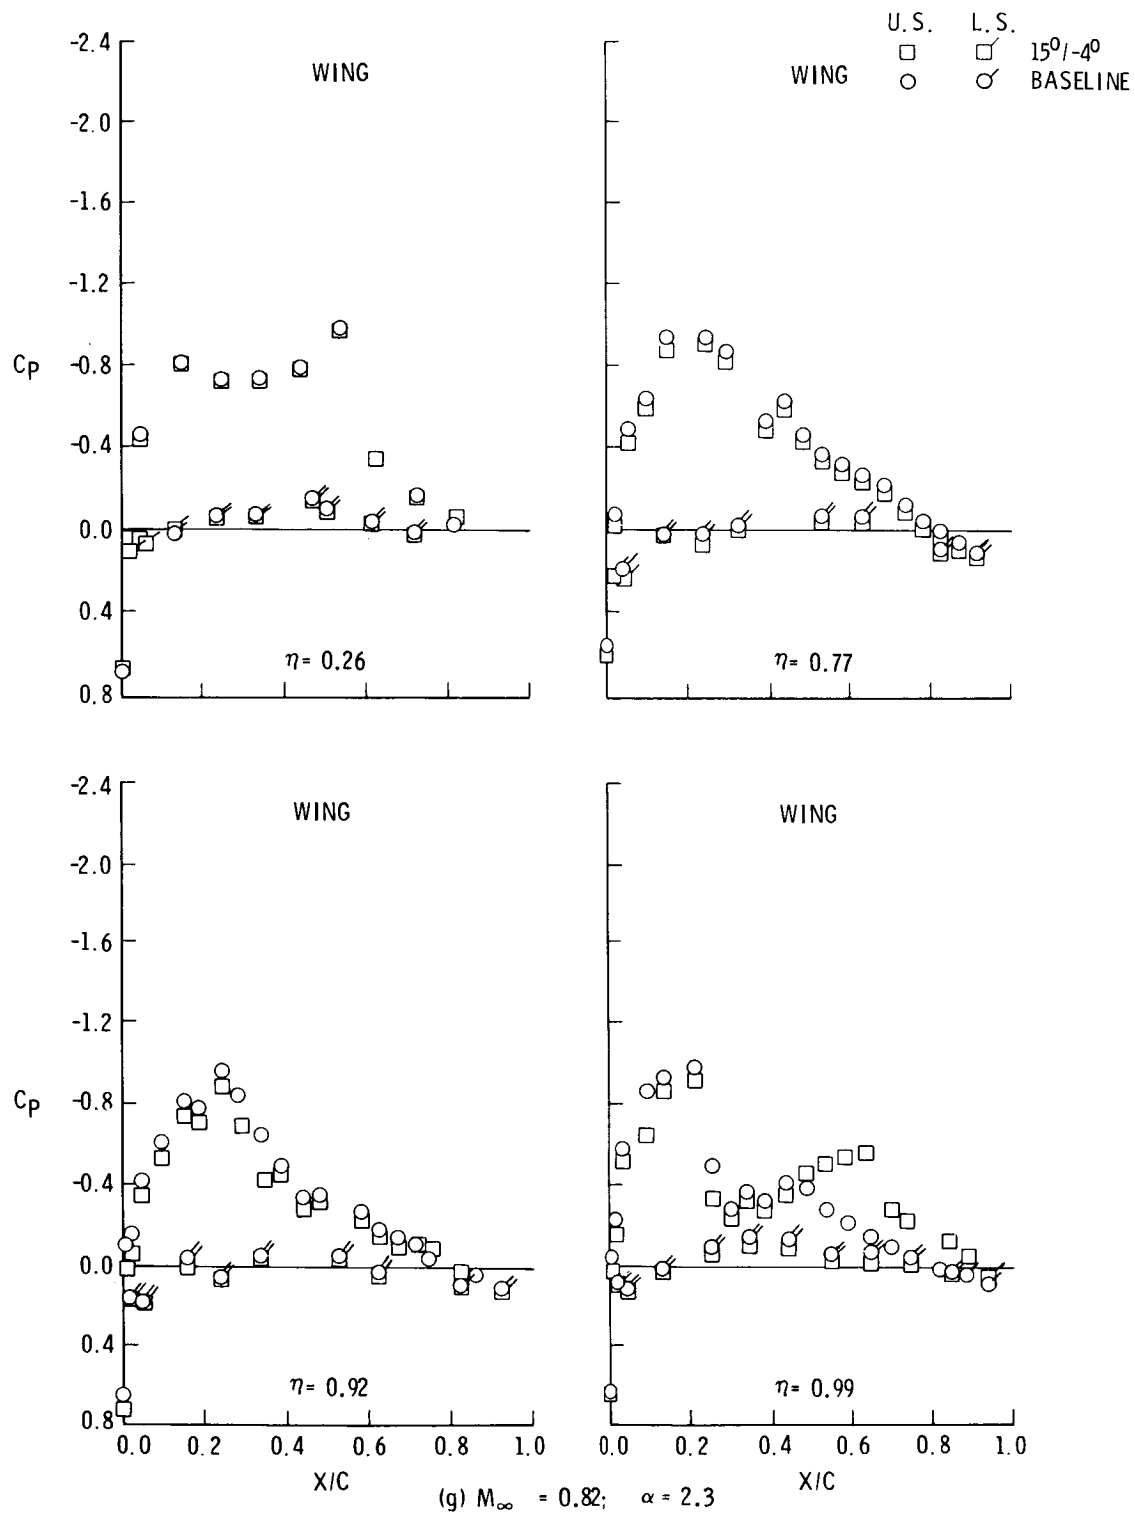 U.S. L.S.
15⁰/-4⁰
BASELINE
WING
-2.4
-2.0
-1.6
-1.2
-0.8
-0.4
0.0
0.4
0.8
Cp
η= 0.26
WING
η= 0.77
WING
-2.4
-2.0
-1.6
-1.2
-0.8
-0.4
0.0
0.4
0.8
Cp
η= 0.92
0.0 0.2 0.4 0.6 0.8 1.0
X/C
WING
η= 0.99
0.0 0.2 0.4 0.6 0.8 1.0
X/C
(g) M∞ = 0.82; α = 2.3